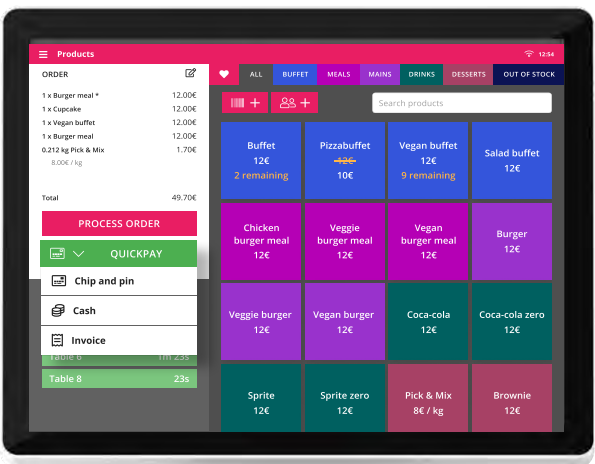 Products
12:54
ORDER
1 x Burger meal * 12.00€
1 x Cupcake 12.00€
1 x Vegan buffet 12.00€
1 x Burger meal 12.00€
0.212 kg Pick & Mix 1.70€
8.00€ / kg
Total 49.70€
PROCESS ORDER
QUICKPAY
Chip and pin
Cash
Invoice
Table 6 1m 23s
Table 8 23s
ALL BUFFET MEALS MAINS DRINKS DESSERTS OUT OF STOCK
+ +
Search products
Buffet
12€
2 remaining
Pizzabuffet
12€
10€
Vegan buffet
12€
9 remaining
Salad buffet
12€
Chicken
burger meal
12€
Veggie
burger meal
12€
Vegan
burger meal
12€
Burger
12€
Veggie burger
12€
Vegan burger
12€
Coca-cola
12€
Coca-cola zero
12€
Sprite
12€
Sprite zero
12€
Pick & Mix
8€ / kg
Brownie
12€